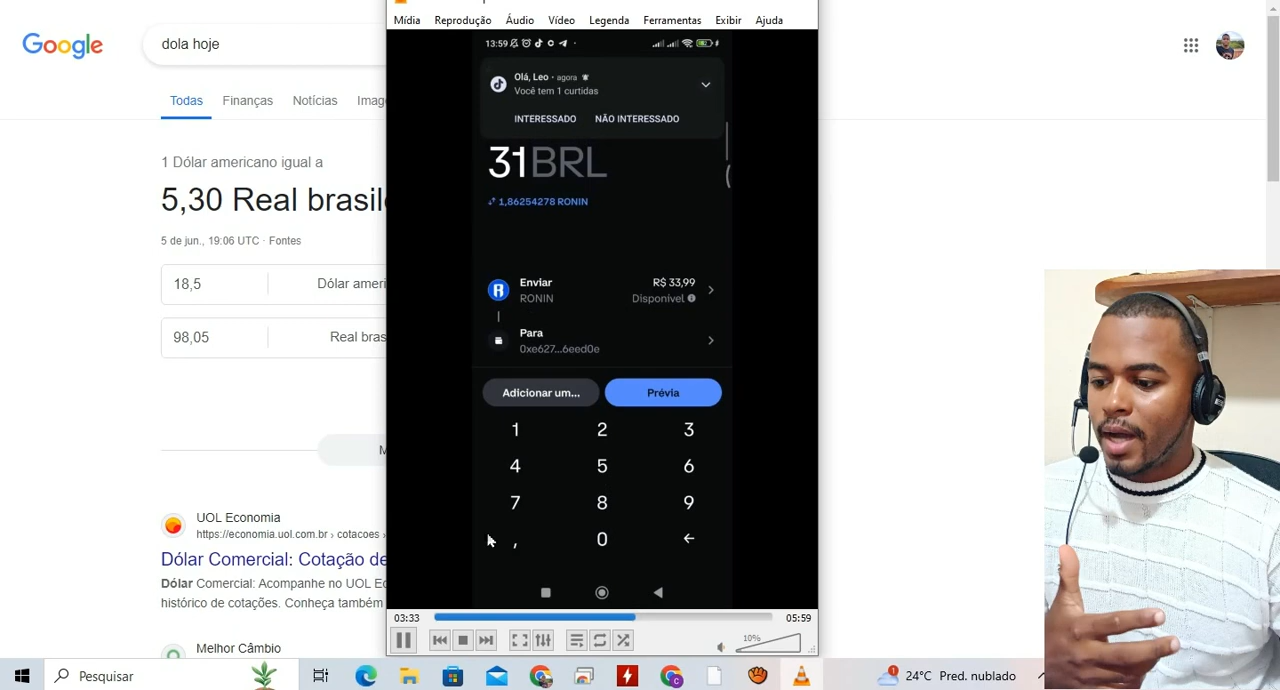 Google
dola hoje
Todas
Finanças
Notícias
Imag
1 Dólar americano igual a
5,30 Real brasile
5 de jun., 19:06 UTC · Fontes
18,5
Dólar ameri
98,05
Real bras
M
UOL Economia
https://economia.uol.com.br › cotacoes ›
Dólar Comercial: Cotação de
Dólar Comercial: Acompanhe no UOL Ec
histórico de cotações. Conheça também
Melhor Câmbio
Mídia
Reprodução
Áudio
Vídeo
Legenda
Ferramentas
Exibir
Ajuda
13:59
Olá, Leo · agora
Você tem 1 curtidas
INTERESSADO
NÃO INTERESSADO
31BRL
1,86254278 RONIN
Enviar
R$ 33,99
RONIN
Disponível
Para
0xe627...6eed0e
Adicionar um...
Prévia
1 2 3
4 5 6
7 8 9
, 0
03:33
05:59
10%
Pesquisar
1
24°C Pred. nublado